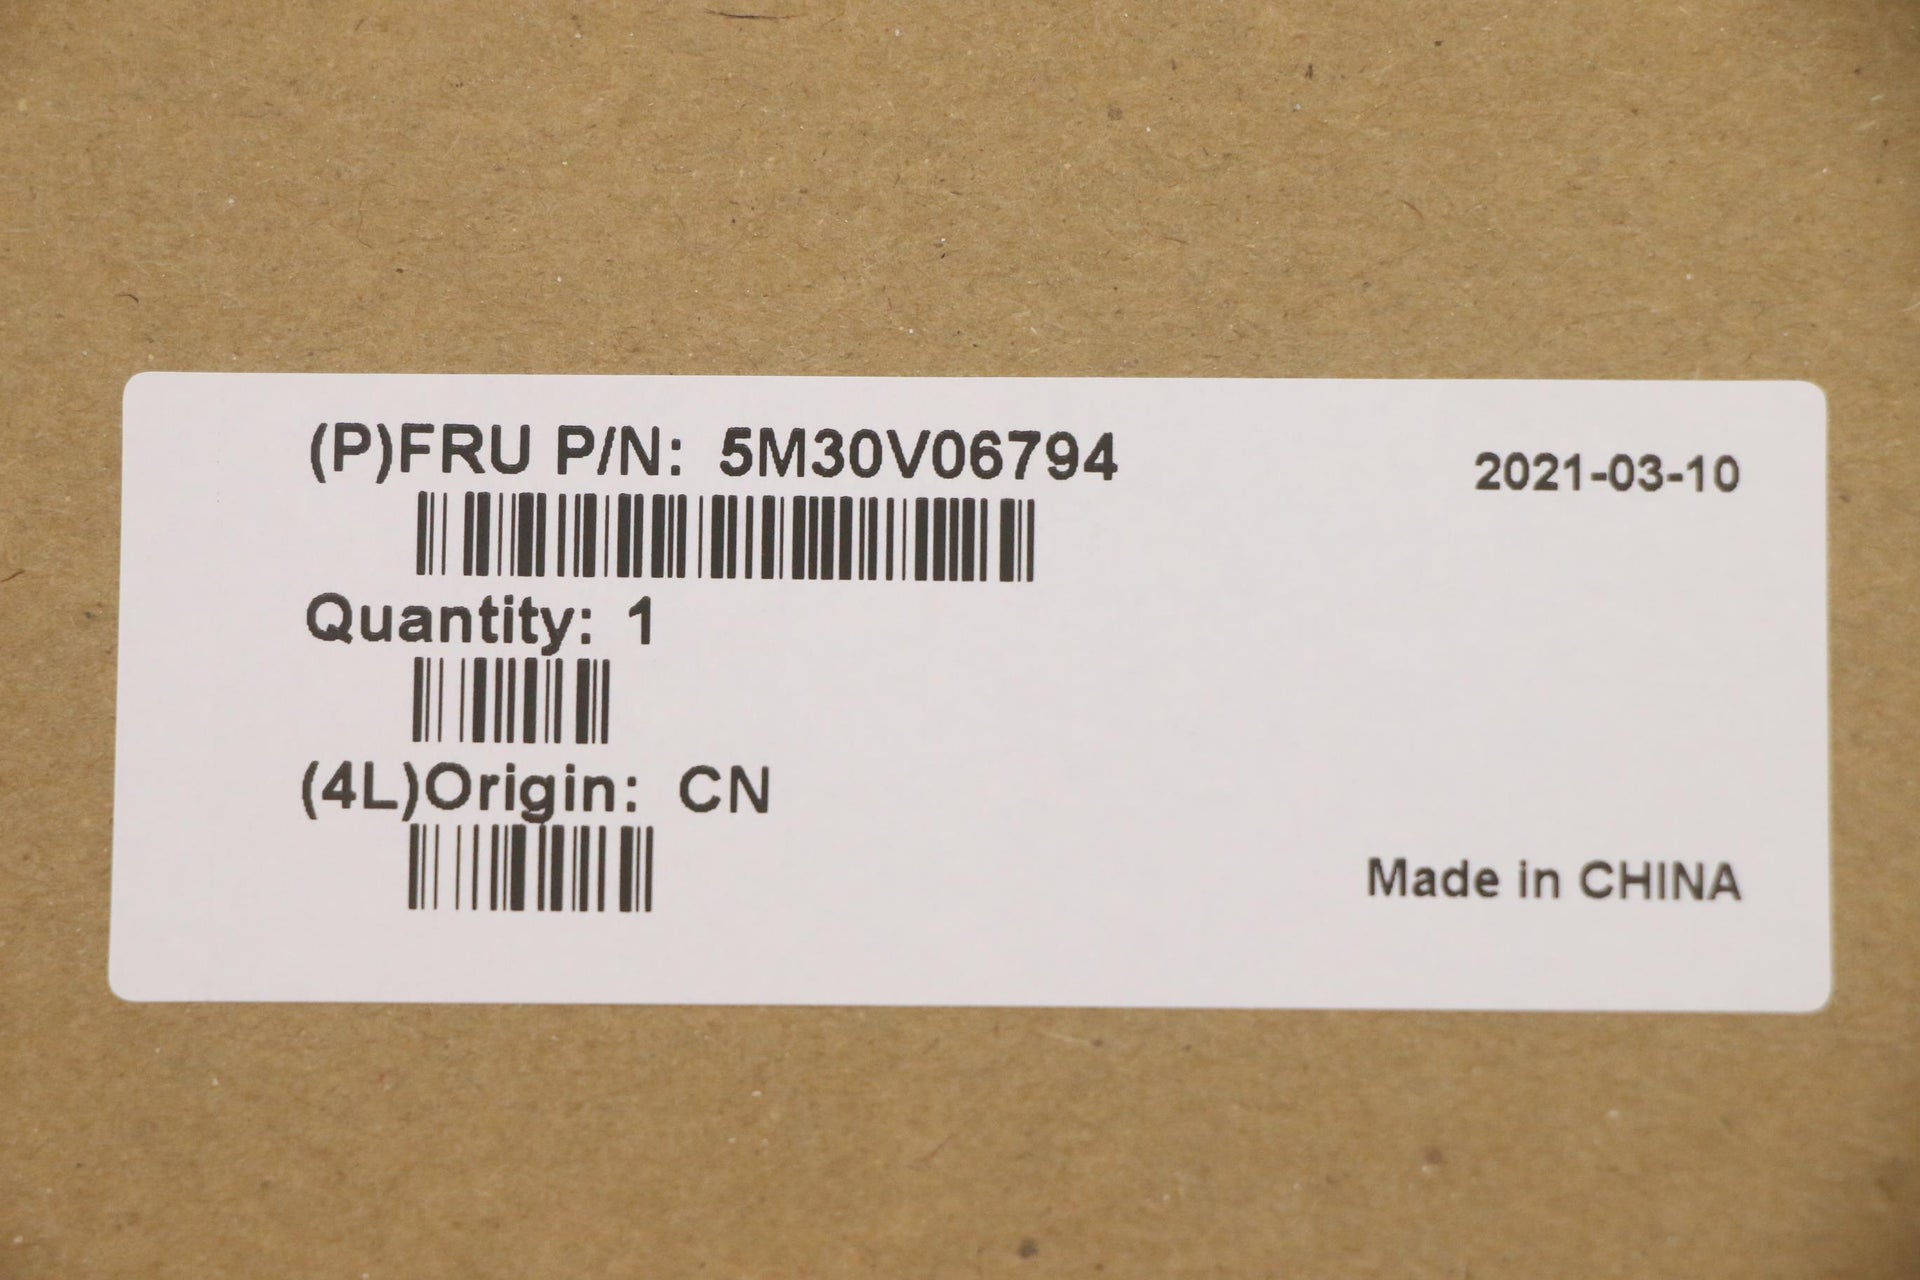 (P)FRU P/N: 5M30V06794
2021-03-10
Quantity: 1
(4L)Origin: CN
Made in CHINA